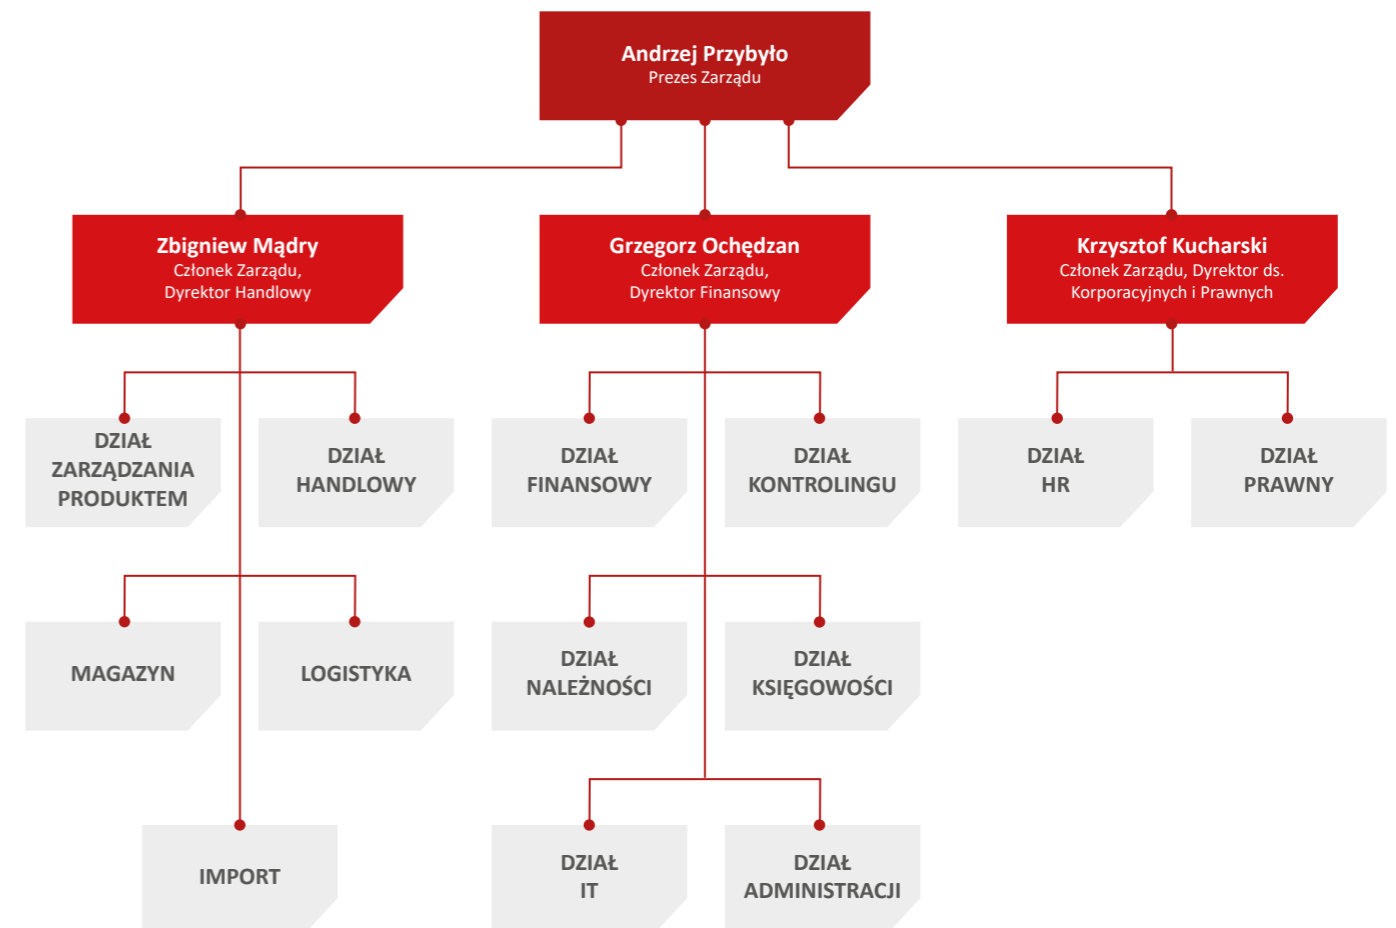 Andrzej Przybyło
Prezes Zarządu
Zbigniew Mądry
Członek Zarządu,
Dyrektor Handlowy
Grzegorz Ochędzan
Członek Zarządu,
Dyrektor Finansowy
Krzysztof Kucharski
Członek Zarządu, Dyrektor ds.
Korporacyjnych i Prawnych
DZIAŁ
ZARZĄDZANIA
PRODUKTEM
DZIAŁ
HANDLOWY
DZIAŁ
FINANSOWY
DZIAŁ
KONTROLINGU
DZIAŁ
HR
DZIAŁ
PRAWNY
MAGAZYN
LOGISTYKA
DZIAŁ
NALEŻNOŚCI
DZIAŁ
KSIĘGOWOŚCI
IMPORT
DZIAŁ
IT
DZIAŁ
ADMINISTRACJI